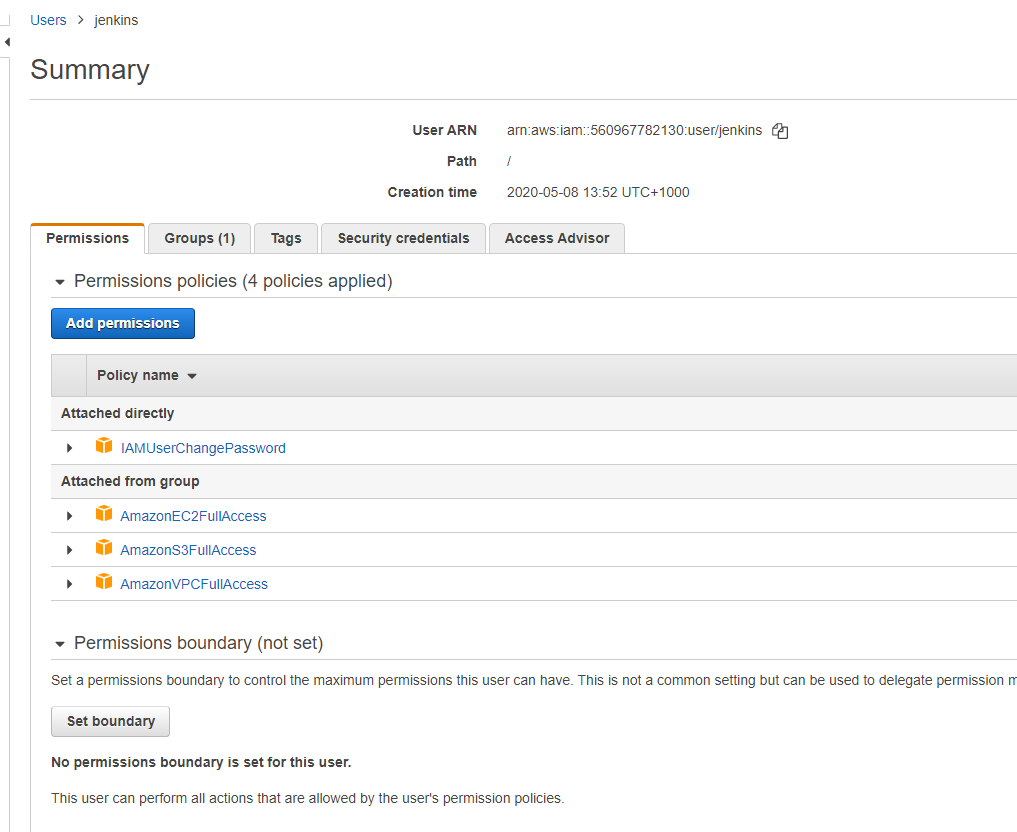 Users > jenkins
Summary
User ARN arn:aws:iam::560967782130:user/jenkins
Path /
Creation time 2020-05-08 13:52 UTC+1000
Permissions Groups (1) Tags Security credentials Access Advisor
Permissions policies (4 policies applied)
Add permissions
Policy name
Attached directly
IAMUserChangePassword
Attached from group
AmazonEC2FullAccess
AmazonS3FullAccess
AmazonVPCFullAccess
Permissions boundary (not set)
Set a permissions boundary to control the maximum permissions this user can have. This is not a common setting but can be used to delegate permission
Set boundary
No permissions boundary is set for this user.
This user can perform all actions that are allowed by the user's permission policies.